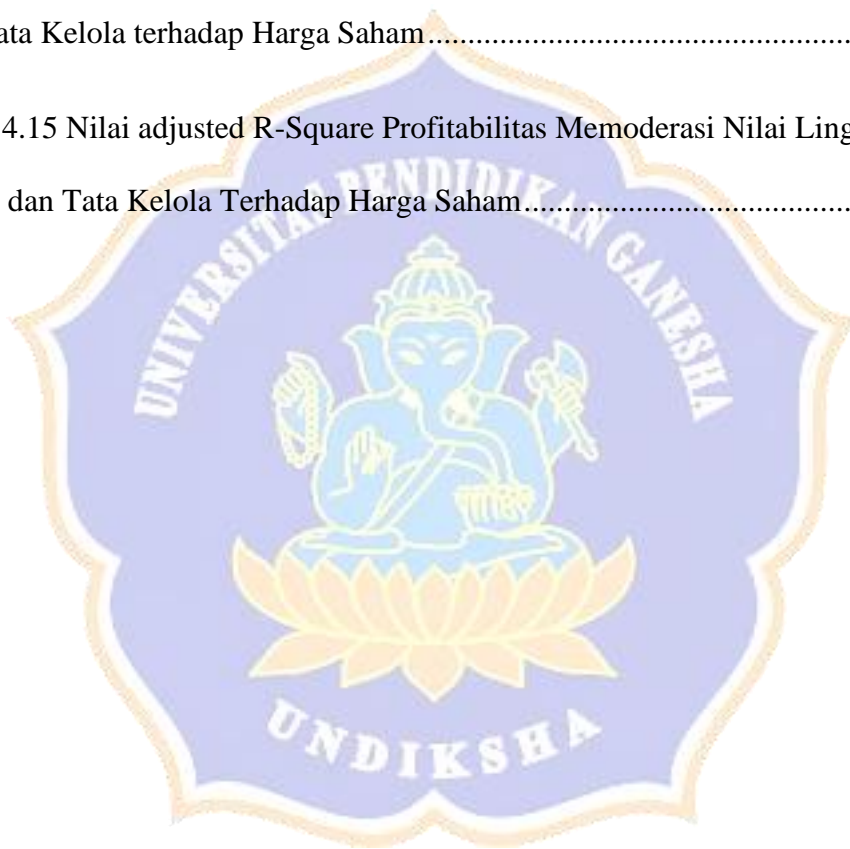 ata Kelola terhadap Harga Saham......................................................
4.15 Nilai adjusted R-Square Profitabilitas Memoderasi Nilai Ling
dan Tata Kelola Terhadap Harga Saham..........................................
UNIVERSITAS PENDIDIKAN GANESHA
UNDIKSHA